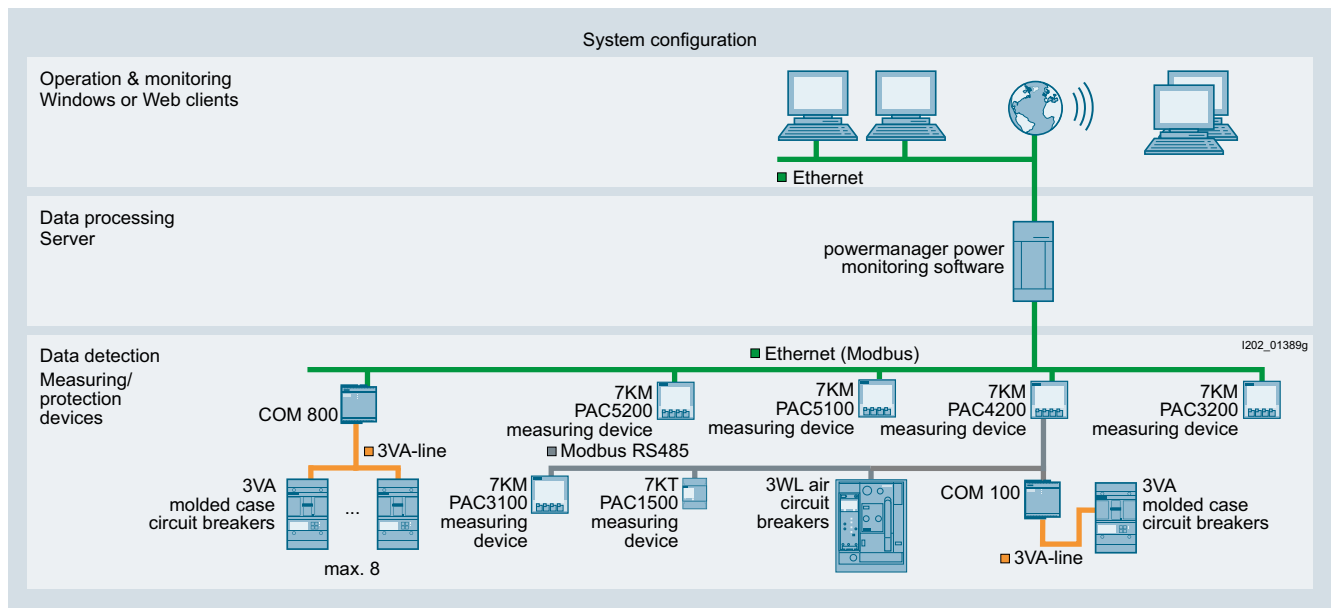 System configuration
Operation & monitoring
Windows or Web clients
Ethernet
Data processing
Server
powermanager power
monitoring software
Data detection
Measuring/
protection
devices
I202_01389g
Ethernet (Modbus)
COM 800
7KM
PAC5200
measuring device
7KM
PAC5100
measuring device
7KM
PAC4200
measuring device
7KM
PAC3200
measuring device
3VA-line
Modbus RS485
3VA
molded case
circuit breakers
...
max. 8
7KM
PAC3100
measuring
device
7KT
PAC1500
measuring
device
3WL air
circuit
breakers
COM 100
3VA
molded case
circuit breakers
3VA-line